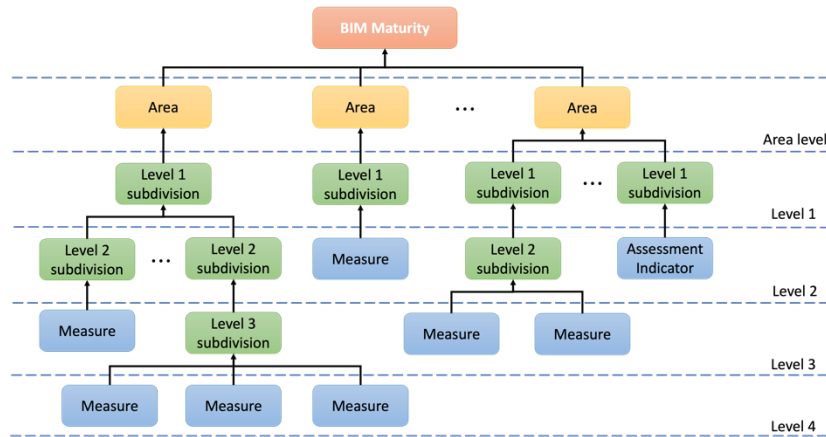 BIM Maturity
Area
Area
...
Area
Area level
Level 1
subdivision
Level 1
subdivision
Level 1
subdivision
...
Level 1
subdivision
Level 1
Level 2
subdivision
...
Level 2
subdivision
Measure
Level 2
subdivision
Assessment
Indicator
Level 2
Measure
Level 3
subdivision
Measure
Measure
Level 3
Measure
Measure
Measure
Level 4